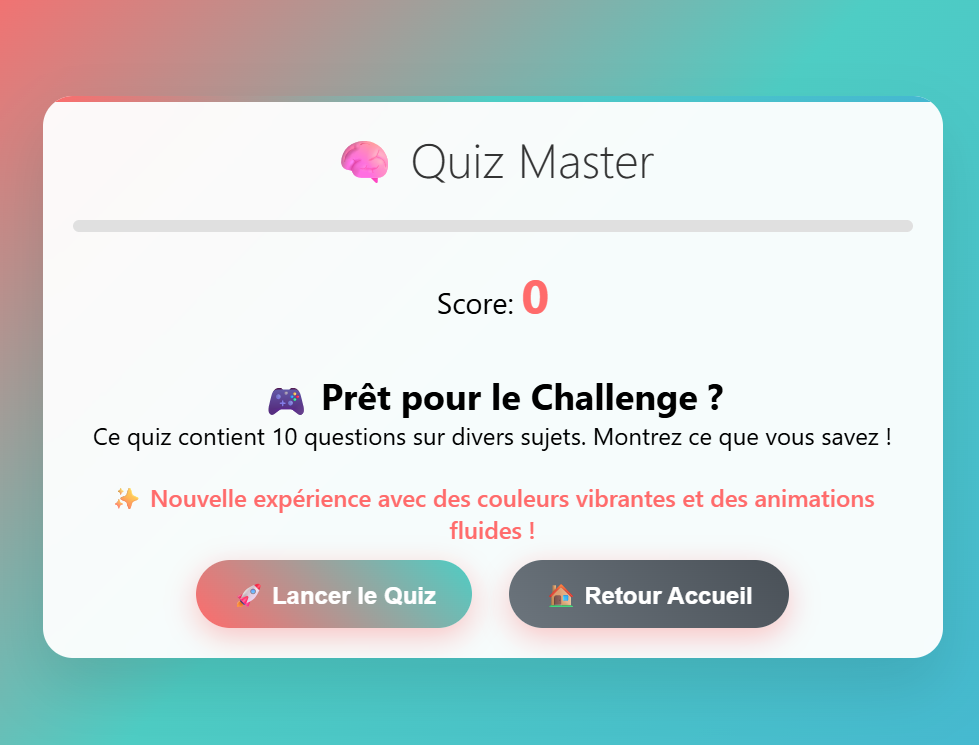 Quiz Master
Score: 0
Prêt pour le Challenge ?
Ce quiz contient 10 questions sur divers sujets. Montrez ce que vous savez !
Nouvelle expérience avec des couleurs vibrantes et des animations
fluides !
Lancer le Quiz
Retour Accueil